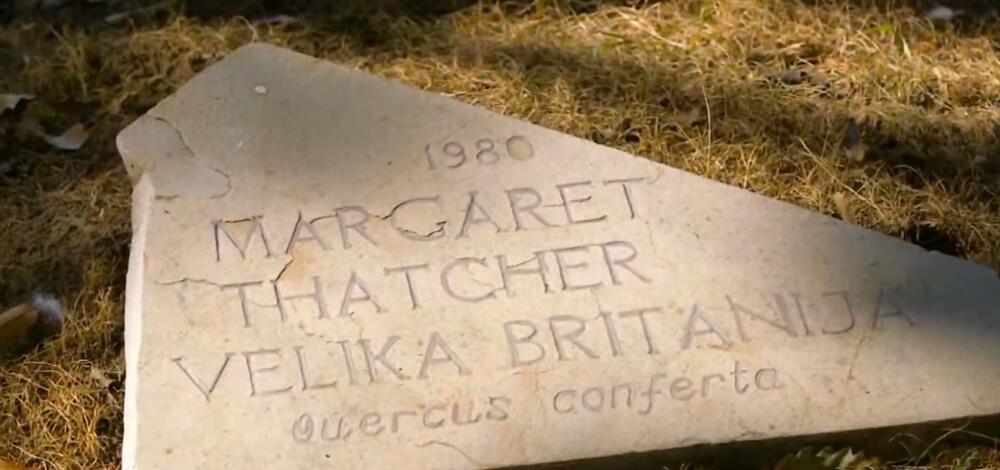 1980
MARGARET
THATCHER
VELIKA BRITANIJA
Quercus conferta